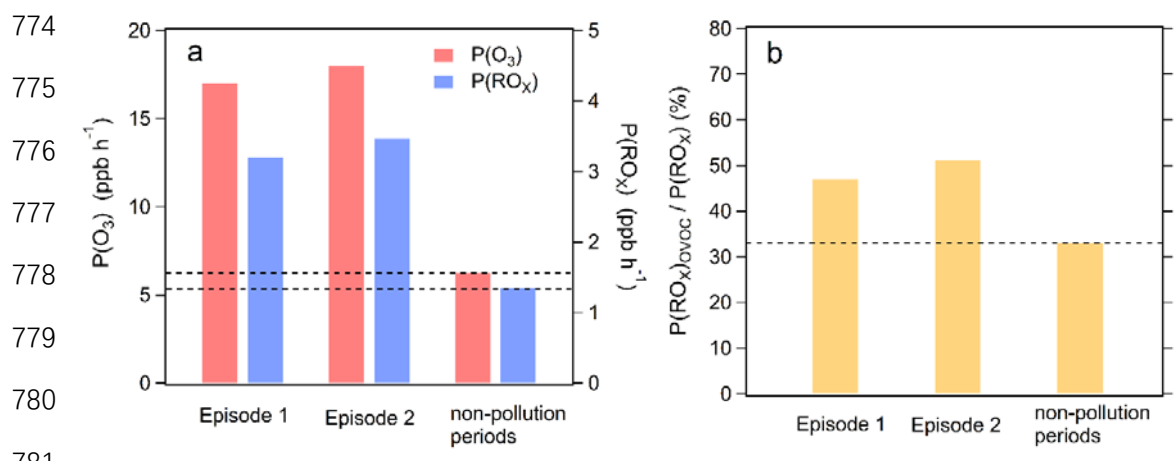 774
775
776
777
778
779
780
781
a
P(O₃)
P(ROₓ)
20
15
10
5
0
P(O₃) (ppb h⁻¹)
5
4
3
2
1
0
P(ROₓ) (ppb h⁻¹)
Episode 1
Episode 2
non-pollution
periods
b
80
70
60
50
40
30
20
10
0
P(ROₓ)OVOC / P(ROₓ) (%)
Episode 1
Episode 2
non-pollution
periods